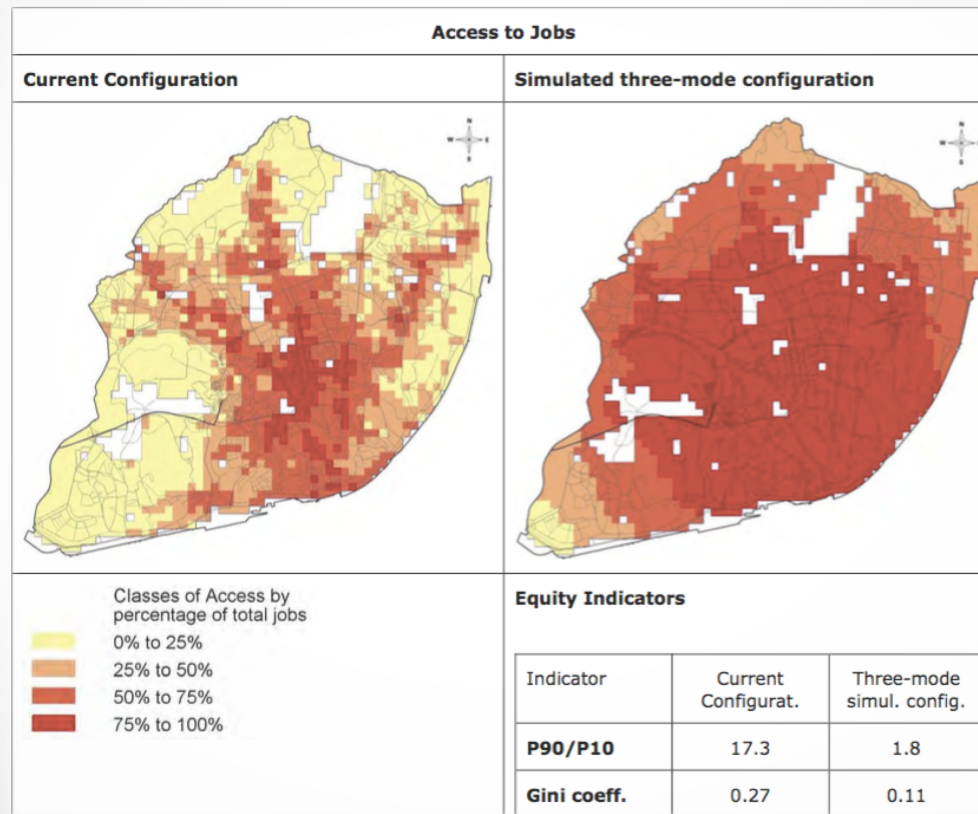 Access to Jobs
Current Configuration
Simulated three-mode configuration
N
W E
S
N
W
S
Classes of Access by
percentage of total jobs
0% to 25%
25% to 50%
50% to 75%
75% to 100%
Equity Indicators
Indicator
Current
Configurat.
Three-mode
simul. config.
P90/P10 17.3 1.8
Gini coeff. 0.27 0.11